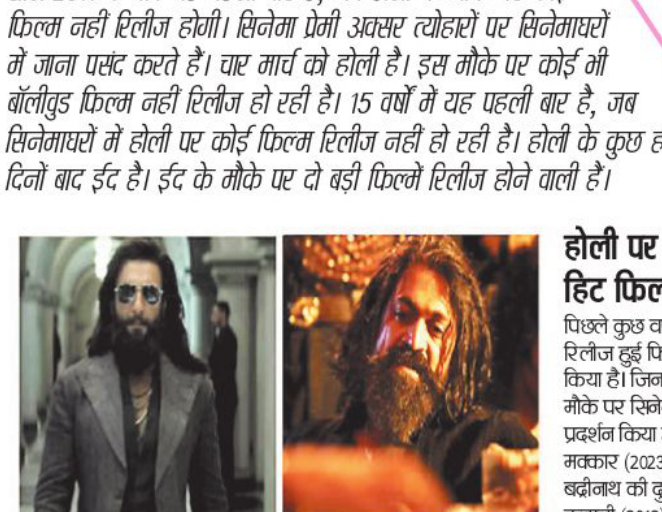 फिल्म नहीं रिलीज होगी। सिनेमा प्रेमी अक्सर त्योहारों पर सिनेमाघरों
में जाना पसंद करते हैं। चार मार्च को होली है। इस मौके पर कोई भी
बॉलीवुड फिल्म नहीं रिलीज हो रही है। 15 वर्षों में यह पहली बार है, जब
सिनेमाघरों में होली पर कोई फिल्म रिलीज नहीं हो रही है। होली के कुछ
दिनों बाद ईद है। ईद के मौके पर दो बड़ी फिल्में रिलीज होने वाली हैं।
होली पर
हिट
पिछले कुछ
रिलीज हुई
किया है।
मौके पर
प्रदर्शन किया
मक्कार (2023
बद्रीनाथ की